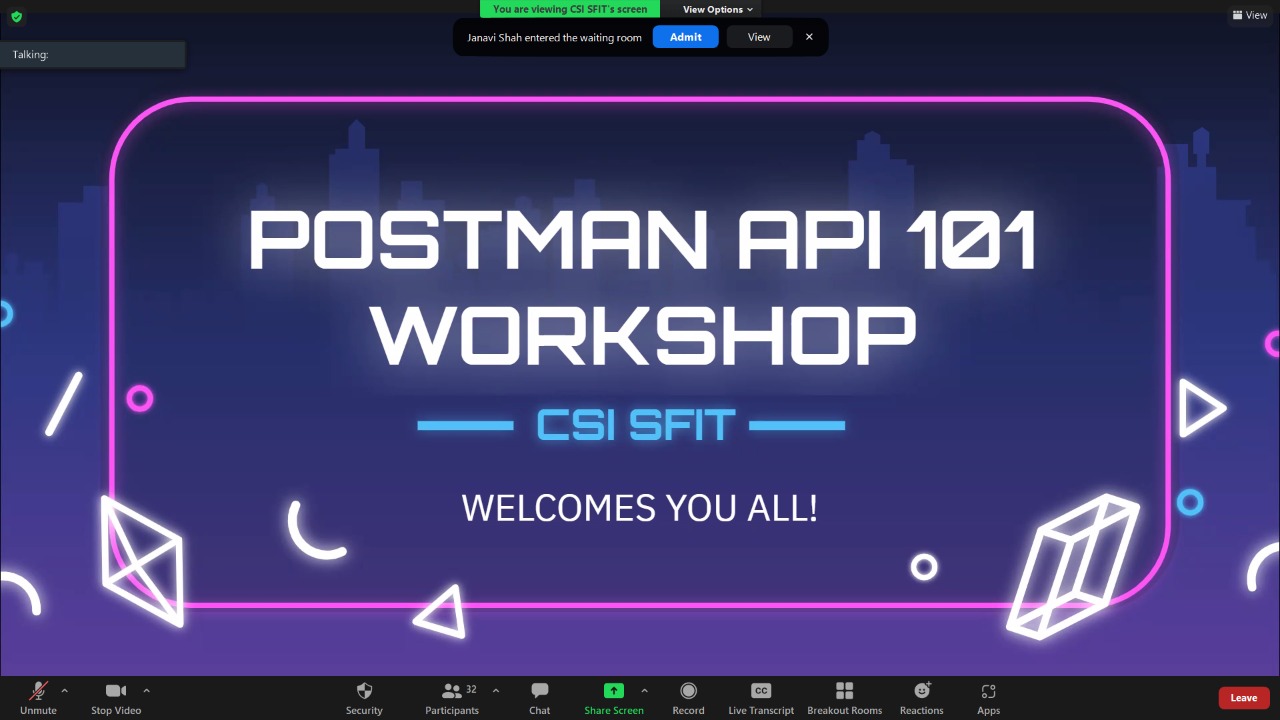 You are viewing CSI SFIT's screen
View Options
View
Janavi Shah entered the waiting room
Admit
View
Talking:
POSTMAN API 101
WORKSHOP
CSI SFIT
WELCOMES YOU ALL!
Unmute
Stop Video
Security
Participants
32
Chat
Share Screen
Record
CC
Live Transcript
Breakout Rooms
Reactions
Apps
Leave